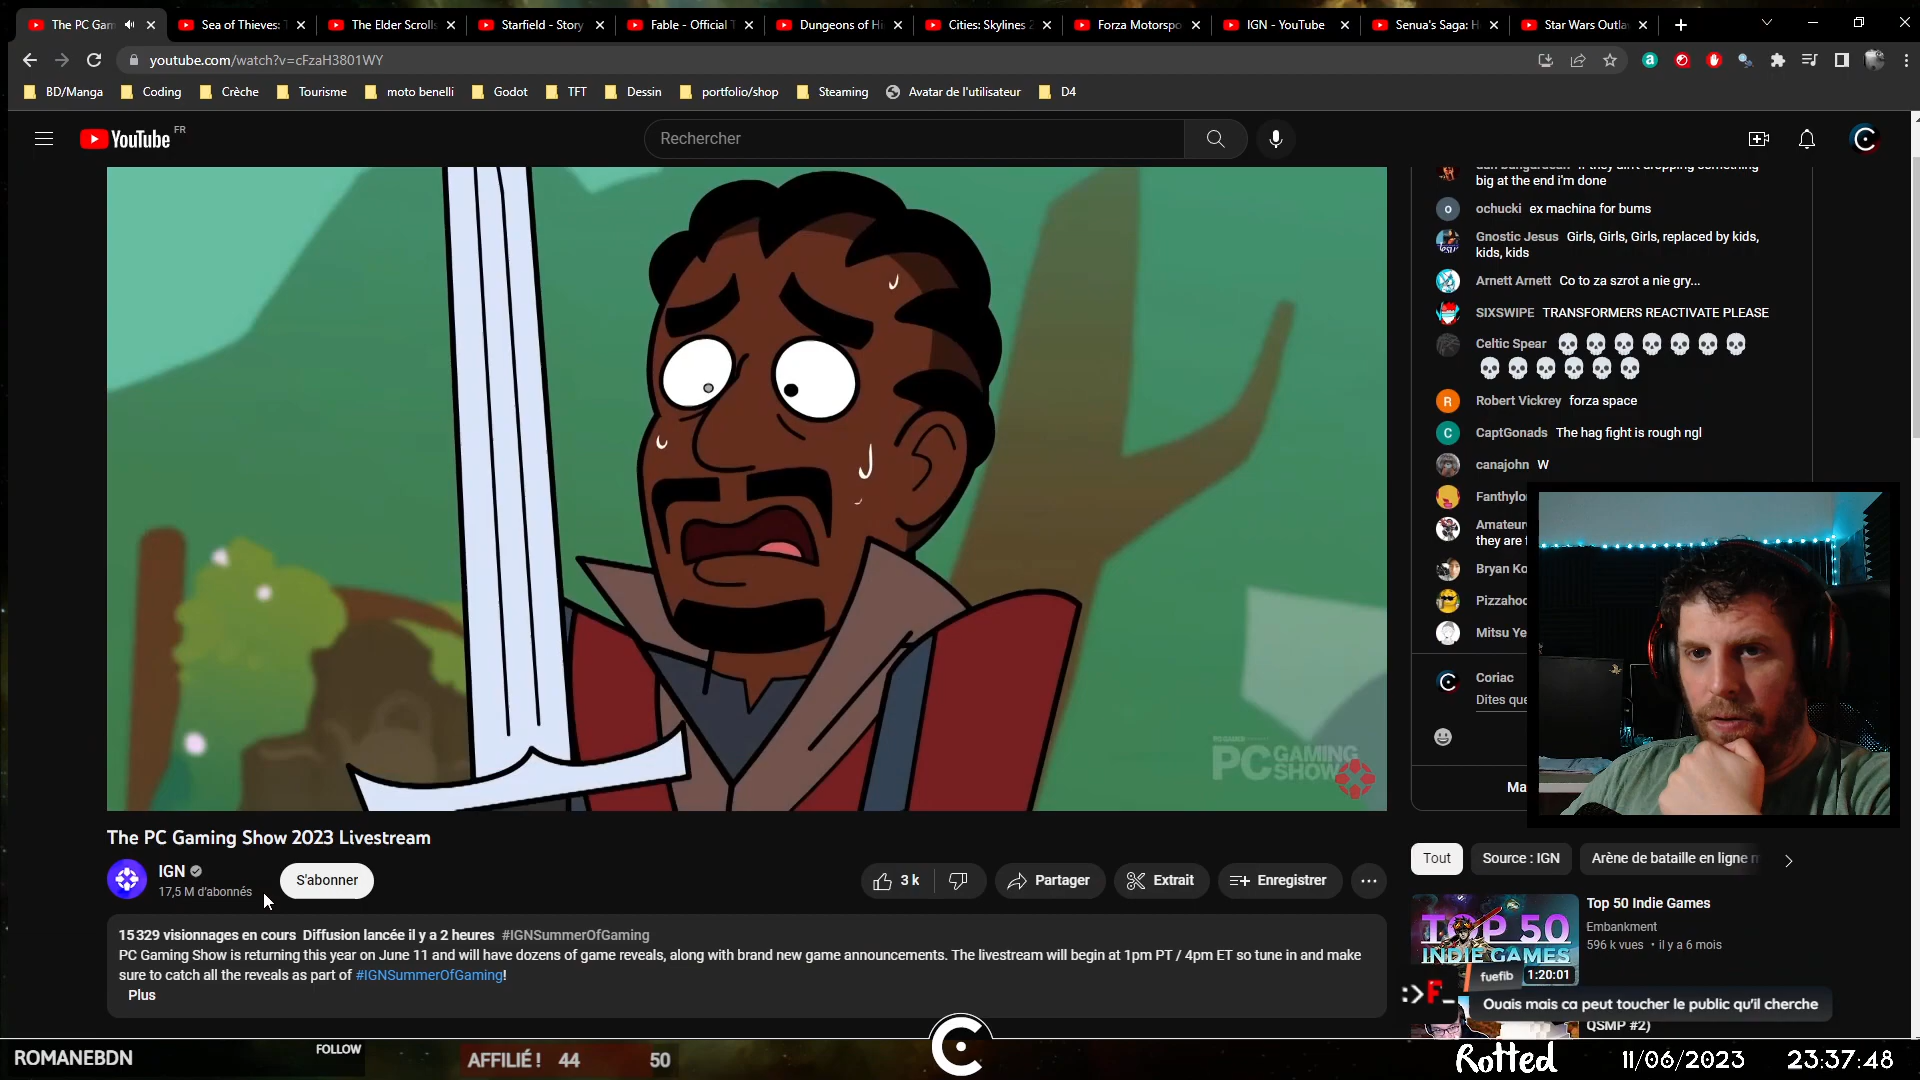 The PC Gam
Sea of Thieves: T
The Elder Scrolls
Starfield - Story
Fable - Official T
Dungeons of Hi
Cities: Skylines 2
Forza Motorspo
IGN - YouTube
Senua's Saga: H
Star Wars Outla
youtube.com/watch?v=cFzaH3801WY
BD/Manga
Coding
Crèche
Tourisme
moto benelli
Godot
TFT
Dessin
portfolio/shop
Steaming
Avatar de l'utilisateur
D4
YouTube FR
Rechercher
big at the end i'm done
ochucki ex machina for bums
Gnostic Jesus Girls, Girls, Girls, replaced by kids,
kids, kids
Arnett Arnett Co to za szrot a nie gry...
SIXSWIPE TRANSFORMERS REACTIVATE PLEASE
Celtic Spear
R Robert Vickrey forza space
C CaptGonads The hag fight is rough ngl
canajohn W
Fanthylo
Amateur
they are f
Bryan Ko
Pizzahoo
Mitsu Ye
Coriac
Dites que
Ma
PC GAMER
PC GAMING
SHOW
The PC Gaming Show 2023 Livestream
IGN
17,5 M d'abonnés
S'abonner
3 k
Partager
Extrait
Enregistrer
15 329 visionnages en cours Diffusion lancée il y a 2 heures #IGNSummerOfGaming
PC Gaming Show is returning this year on June 11 and will have dozens of game reveals, along with brand new game announcements. The livestream will begin at 1pm PT / 4pm ET so tune in and make
sure to catch all the reveals as part of #IGNSummerOfGaming!
Plus
Tout
Source : IGN
Arène de bataille en ligne m
TOP 50
INDIE GAMES
1:20:01
Top 50 Indie Games
Embankment
596 k vues • il y a 6 mois
fuefib
:>F_
Ouais mais ca peut toucher le public qu'il cherche
QSMP #2)
ROMANEBDN
FOLLOW
AFFILIÉ ! 44
50
Rotted
11/06/2023
23:37:48